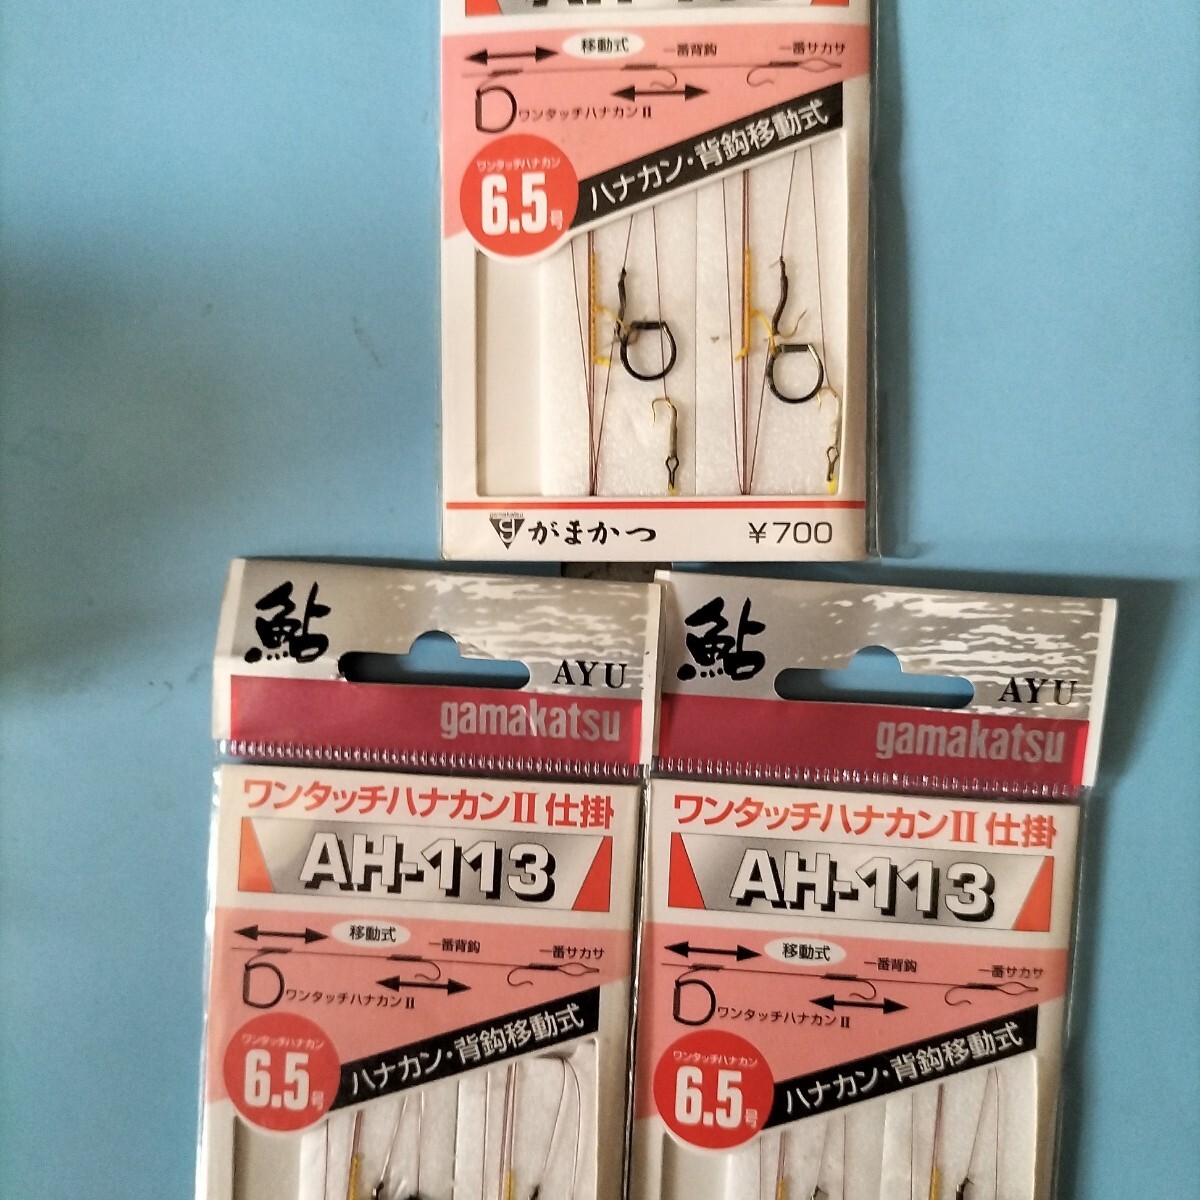 AH-113
移動式
一番背鈎
一番サカサ
ワンタッチハナカンII
ワンタッチハナカン
6.5号
ハナカン・背鈎移動式
gamakatsu
がまかつ
¥700
鮎
AYU
gamakatsu
ワンタッチハナカンII仕掛
AH-113
移動式
一番背鈎
一番サカサ
ワンタッチハナカンII
ワンタッチハナカン
6.5号
ハナカン・背鈎移動式
鮎
AYU
gamakatsu
ワンタッチハナカンII仕掛
AH-113
移動式
一番背鈎
一番サカサ
ワンタッチハナカンII
ワンタッチハナカン
6.5号
ハナカン・背鈎移動式